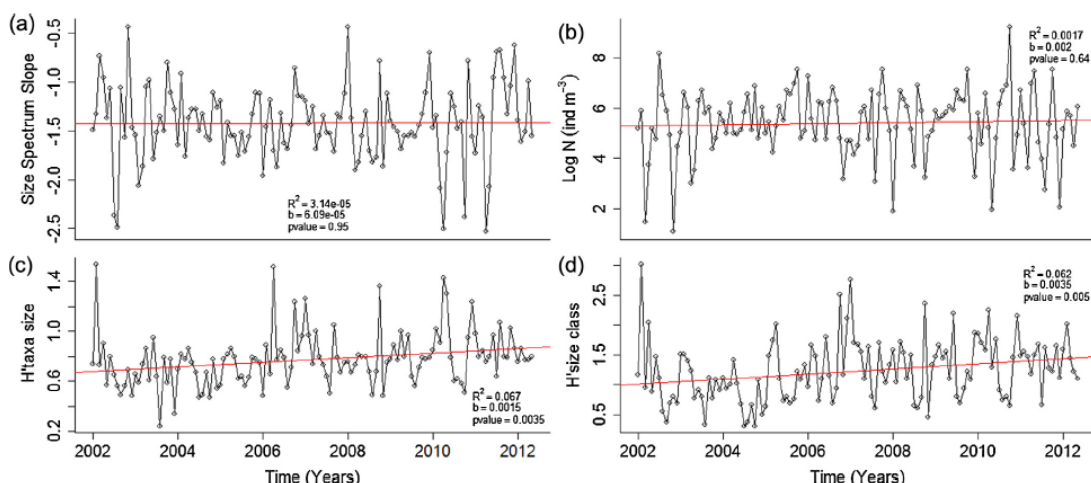 (a)
Size Spectrum Slope
-0.5
-1.0
-1.5
-2.0
-2.5
R² = 3.14e-05
b = 6.09e-05
pvalue = 0.95
(b)
Log N (ind m⁻³)
8
6
4
2
R² = 0.0017
b = 0.002
pvalue = 0.64
(c)
H'taxa size
1.4
1.0
0.6
0.2
R² = 0.067
b = 0.0015
pvalue = 0.0035
2002 2004 2006 2008 2010 2012
Time (Years)
(d)
H'size class
2.5
1.5
0.5
R² = 0.062
b = 0.0035
pvalue = 0.005
2002 2004 2006 2008 2010 2012
Time (Years)